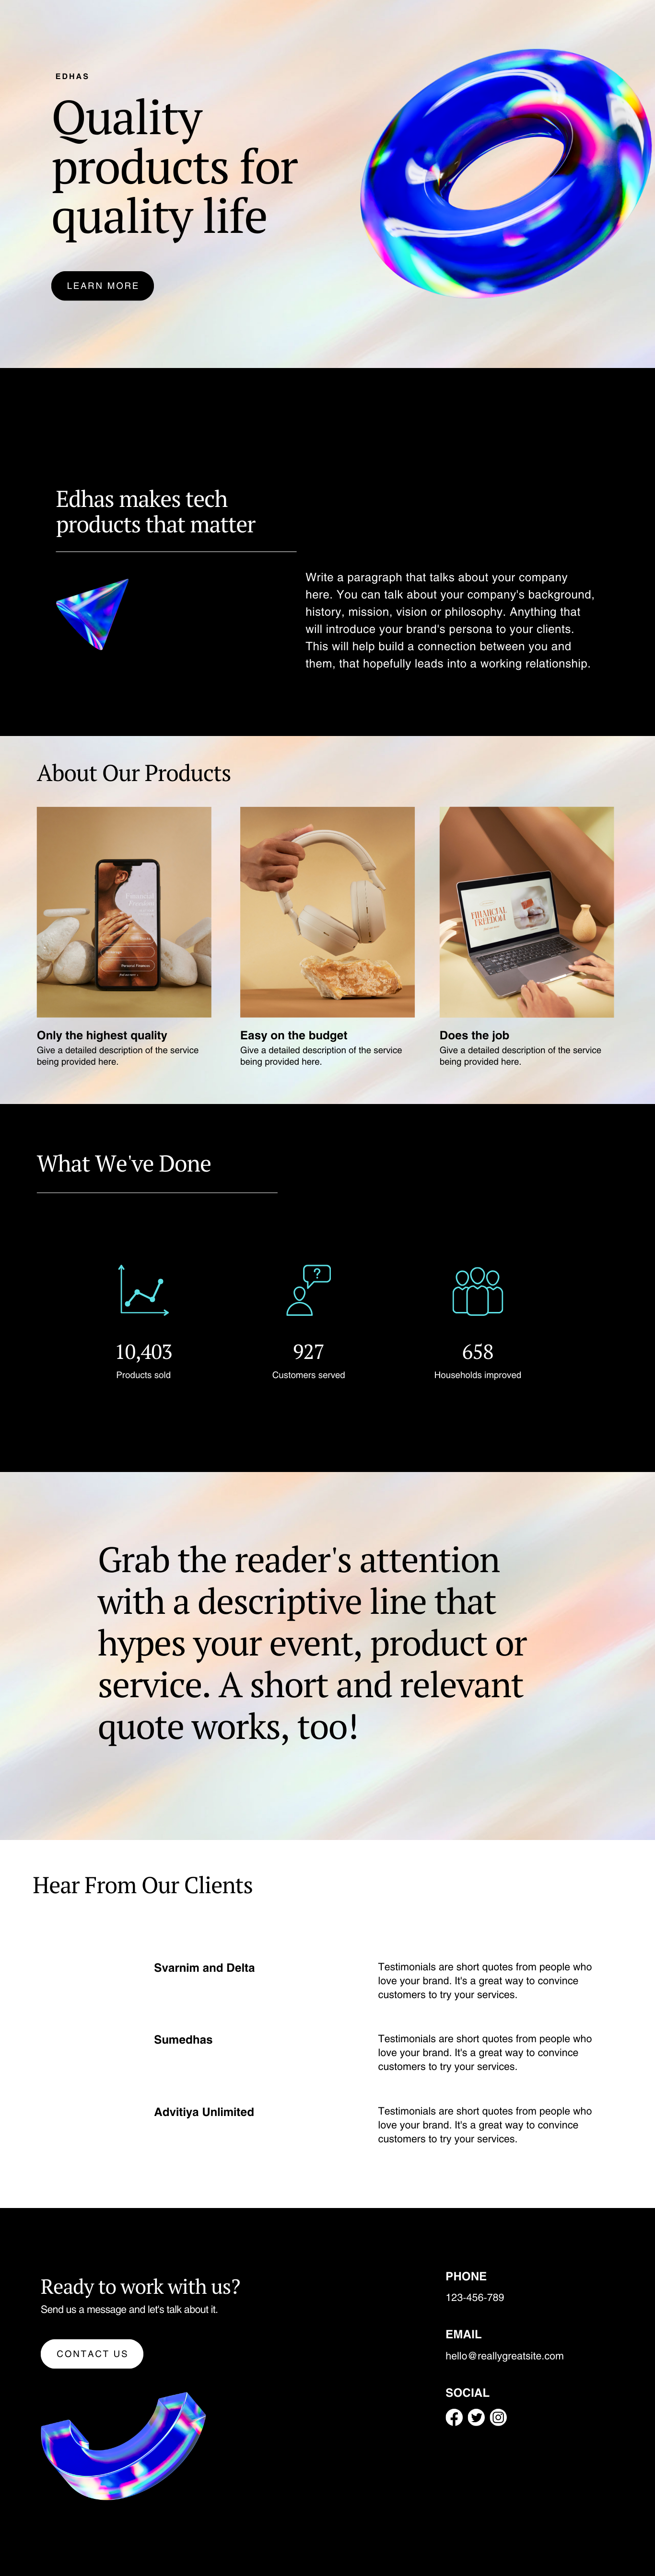 EDHAS
Quality
products for
quality life
LEARN MORE
Edhas makes tech
products that matter
Write a paragraph that talks about your company
here. You can talk about your company's background,
history, mission, vision or philosophy. Anything that
will introduce your brand's persona to your clients.
This will help build a connection between you and
them, that hopefully leads into a working relationship.
About Our Products
Personal Finances
FINANCIAL
FREEDOM
Only the highest quality
Give a detailed description of the service
being provided here.
Easy on the budget
Give a detailed description of the service
being provided here.
Does the job
Give a detailed description of the service
being provided here.
What We've Done
?
10,403
Products sold
927
Customers served
658
Households improved
Grab the reader's attention
with a descriptive line that
hypes your event, product or
service. A short and relevant
quote works, too!
Hear From Our Clients
Svarnim and Delta
Testimonials are short quotes from people who
love your brand. It's a great way to convince
customers to try your services.
Sumedhas
Testimonials are short quotes from people who
love your brand. It's a great way to convince
customers to try your services.
Advitiya Unlimited
Testimonials are short quotes from people who
love your brand. It's a great way to convince
customers to try your services.
Ready to work with us?
Send us a message and let's talk about it.
CONTACT US
PHONE
123-456-789
EMAIL
hello@reallygreatsite.com
SOCIAL